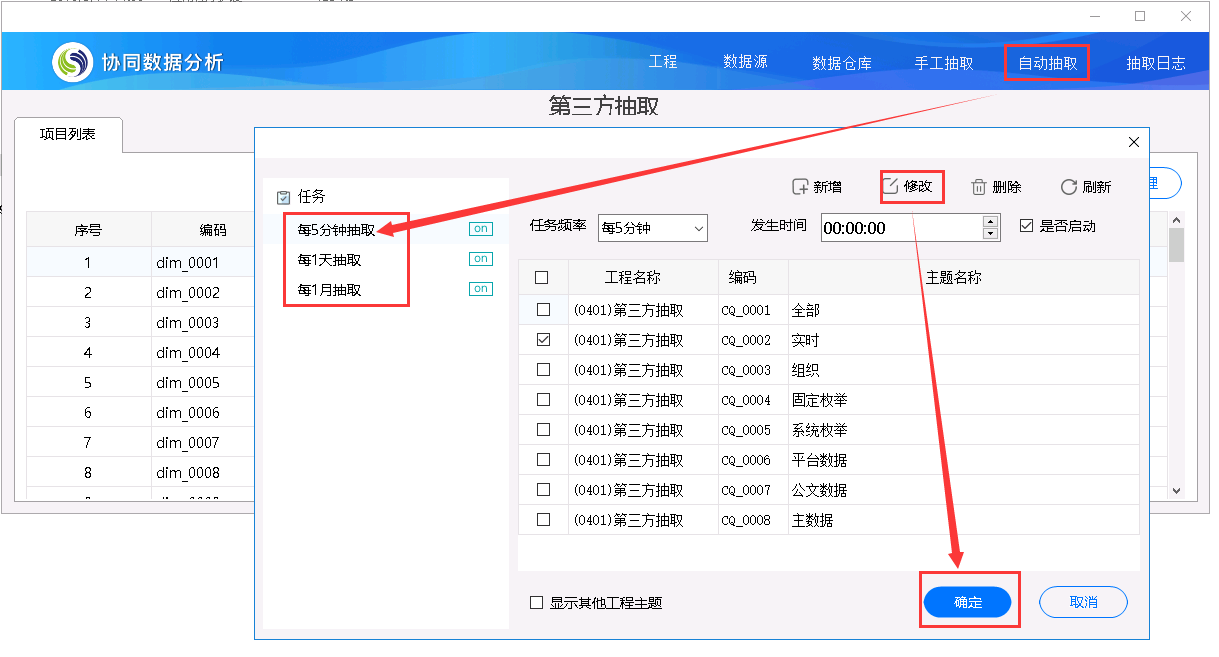 协同数据分析
工程 数据源 数据仓库 手工抽取 自动抽取 抽取日志
第三方抽取
项目列表
理
序号 编码
1 dim_0001
2 dim_0002
3 dim_0003
4 dim_0004
5 dim_0005
6 dim_0006
7 dim_0007
8 dim_0008
任务
每5分钟抽取 on
每1天抽取 on
每1月抽取 on
新增 修改 删除 刷新
任务频率 每5分钟 发生时间 00:00:00 是否启动
工程名称 编码 主题名称
(0401)第三方抽取 CQ_0001 全部
(0401)第三方抽取 CQ_0002 实时
(0401)第三方抽取 CQ_0003 组织
(0401)第三方抽取 CQ_0004 固定枚举
(0401)第三方抽取 CQ_0005 系统枚举
(0401)第三方抽取 CQ_0006 平台数据
(0401)第三方抽取 CQ_0007 公文数据
(0401)第三方抽取 CQ_0008 主数据
显示其他工程主题
确定 取消